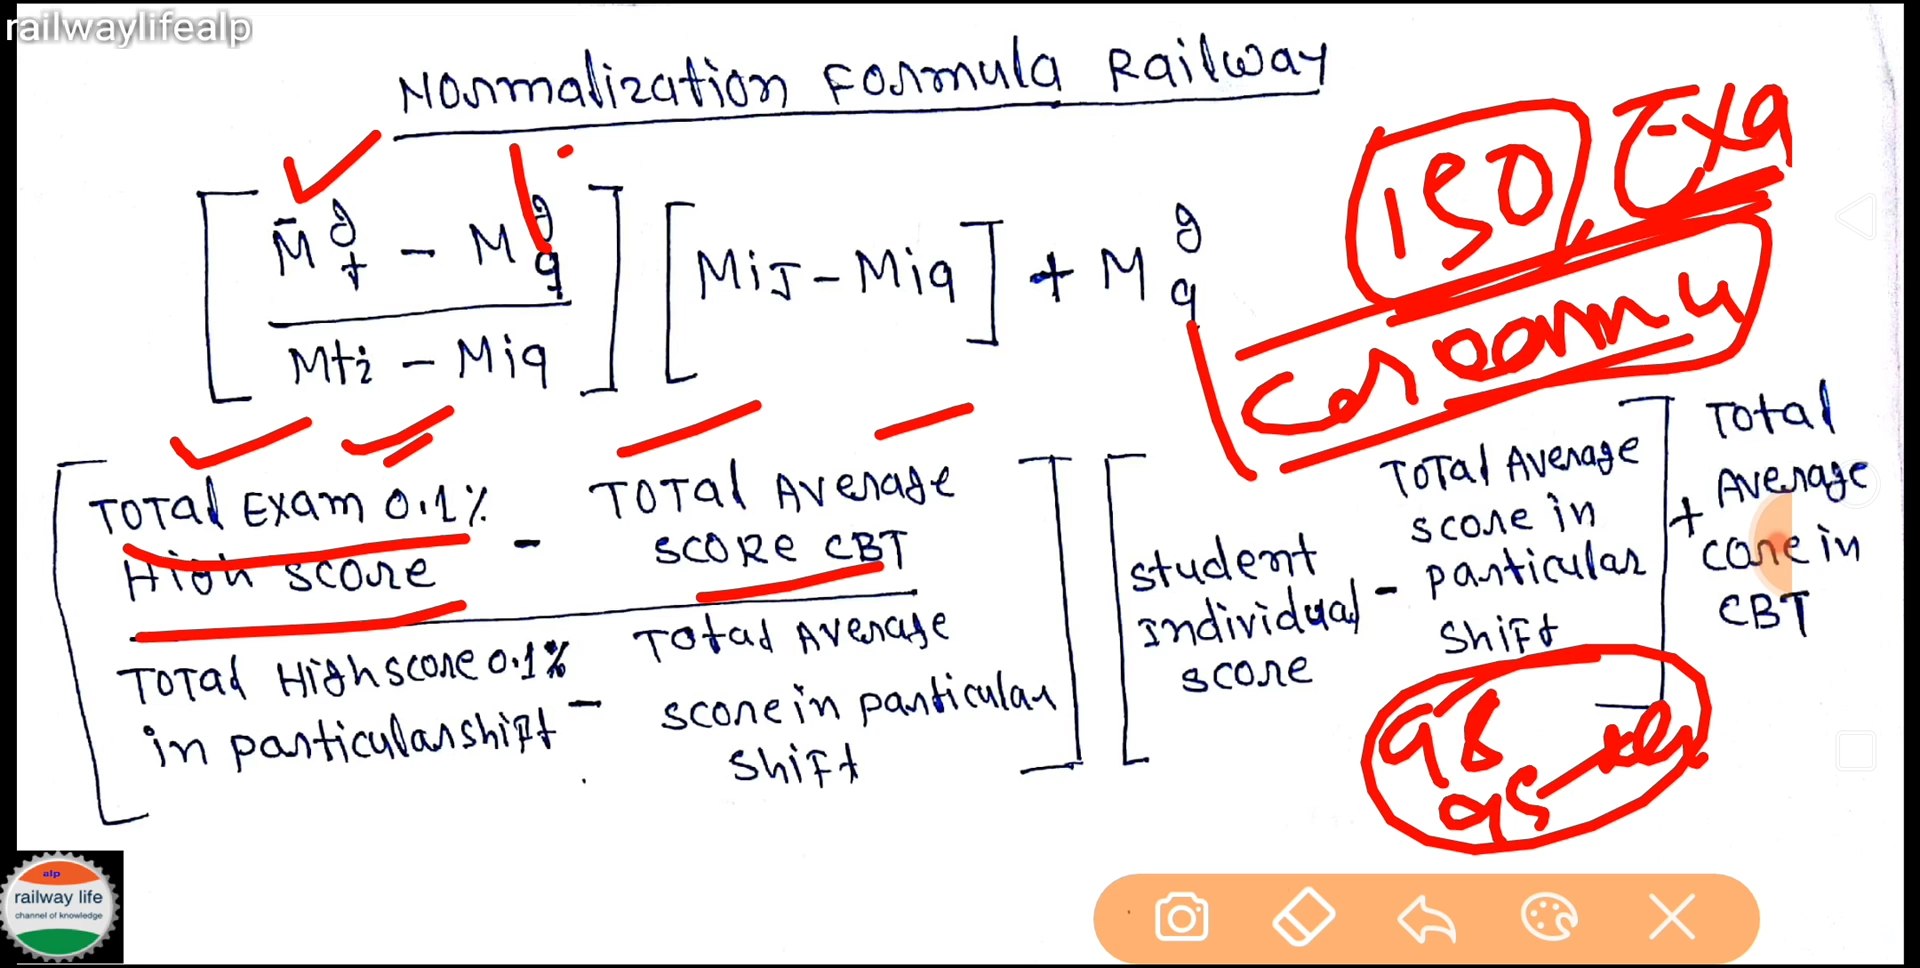 railwaylifealp
Normalization Formula Railway
M̄ g t - M g q
Mti - Miq
[Mij - Miq] + M g q
150 Exa
Total Exam 0.1% High score - Total Average score CBT
Total High score 0.1% in particular shift - Total Average score in particular shift
student individual score - Total Average score in particular shift
+ Total Average core in CBT
98
95
alp
railway life
channel of knowledge